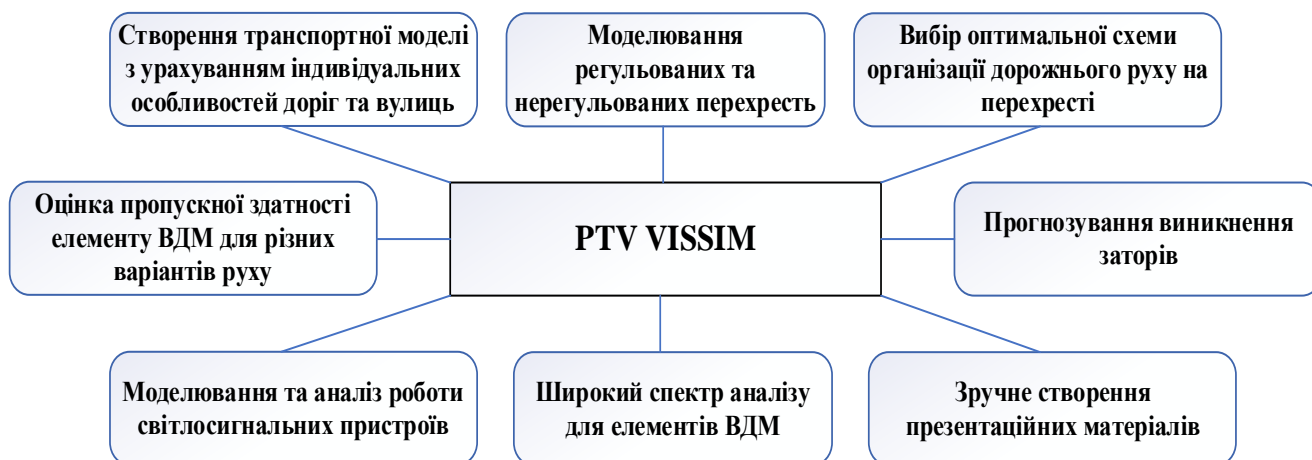 Створення транспортної моделі
з урахуванням індивідуальних
особливостей доріг та вулиць
Моделювання
регульованих та
нерегульованих перехресть
Вибір оптимальної схеми
організації дорожнього руху на
перехресті
Оцінка пропускної здатності
елементу ВДМ для різних
варіантів руху
PTV VISSIM
Прогнозування виникнення
заторів
Моделювання та аналіз роботи
світлосигнальних пристроїв
Широкий спектр аналізу
для елементів ВДМ
Зручне створення
презентаційних матеріалів